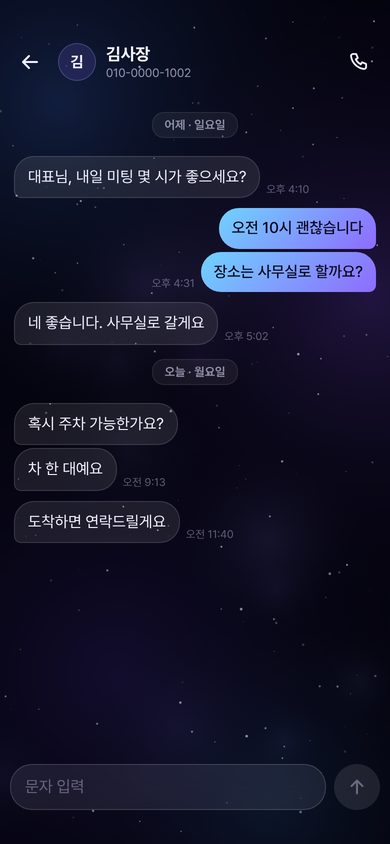 김
김사장
010-0000-1002
어제 · 일요일
대표님, 내일 미팅 몇 시가 좋으세요?
오후 4:10
오전 10시 괜찮습니다
장소는 사무실로 할까요?
오후 4:31
네 좋습니다. 사무실로 갈게요
오후 5:02
오늘 · 월요일
혹시 주차 가능한가요?
차 한 대예요
오전 9:13
도착하면 연락드릴게요
오전 11:40
문자 입력